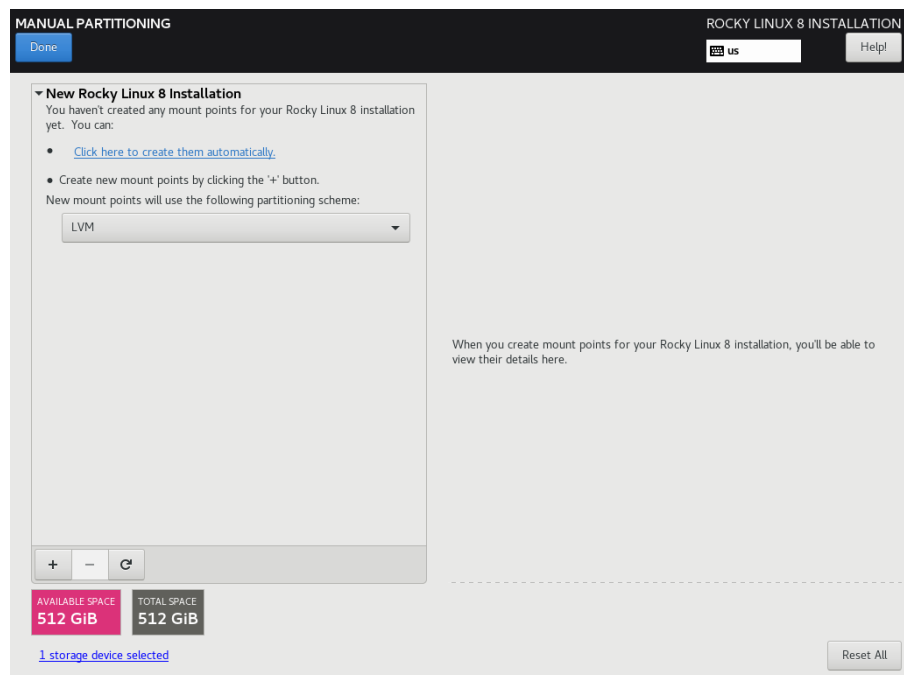 MANUAL PARTITIONING
ROCKY LINUX 8 INSTALLATION
Done
us
Help!
New Rocky Linux 8 Installation
You haven't created any mount points for your Rocky Linux 8 installation
yet. You can:
• Click here to create them automatically.
• Create new mount points by clicking the '+' button.
New mount points will use the following partitioning scheme:
LVM
When you create mount points for your Rocky Linux 8 installation, you'll be able to
view their details here.
+ −
AVAILABLE SPACE
512 GiB
TOTAL SPACE
512 GiB
1 storage device selected
Reset All